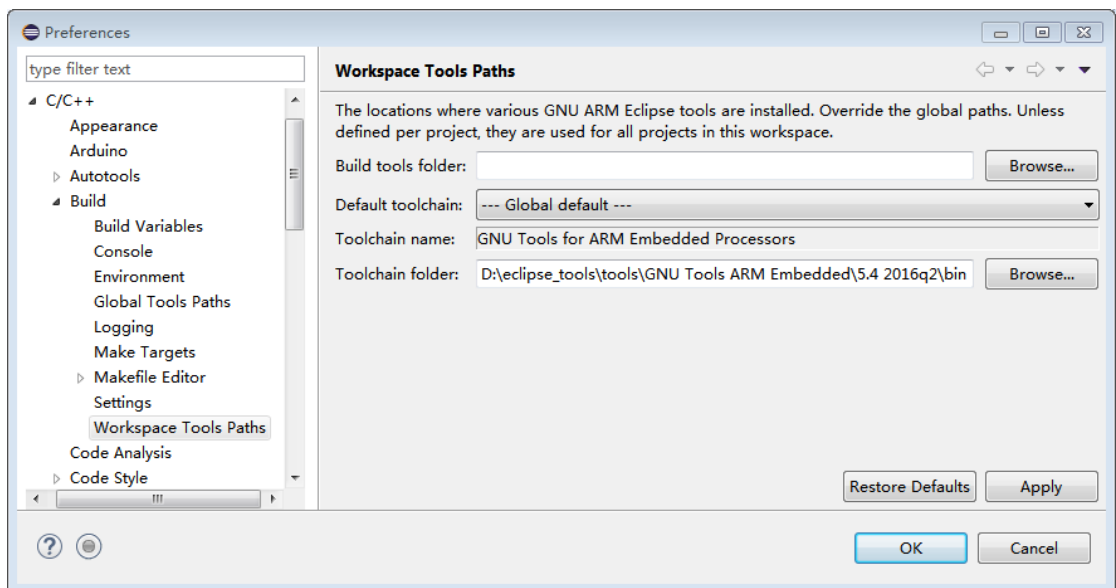 Preferences
type filter text
Workspace Tools Paths
C/C++
Appearance
Arduino
Autotools
Build
Build Variables
Console
Environment
Global Tools Paths
Logging
Make Targets
Makefile Editor
Settings
Workspace Tools Paths
Code Analysis
Code Style
The locations where various GNU ARM Eclipse tools are installed. Override the global paths. Unless
defined per project, they are used for all projects in this workspace.
Build tools folder: Browse...
Default toolchain: --- Global default ---
Toolchain name: GNU Tools for ARM Embedded Processors
Toolchain folder: D:\eclipse_tools\tools\GNU Tools ARM Embedded\5.4 2016q2\bin Browse...
Restore Defaults Apply
OK Cancel